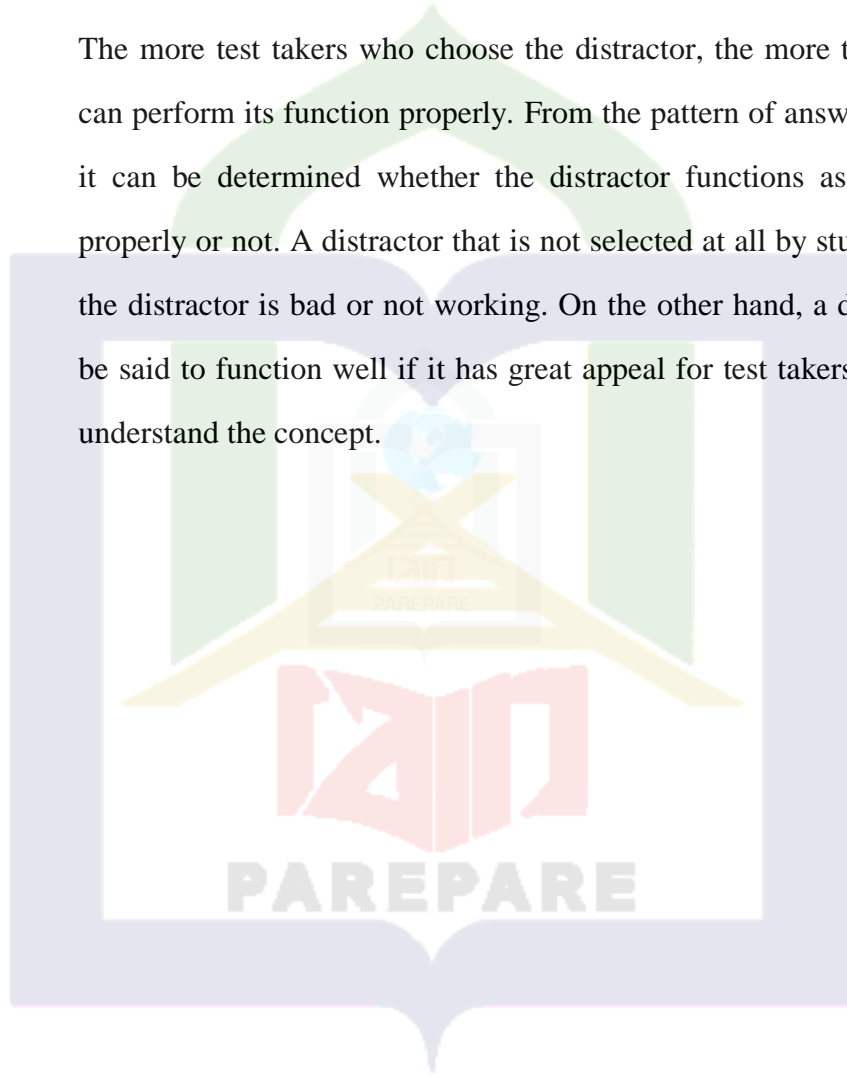 The more test takers who choose the distractor, the more t
can perform its function properly. From the pattern of answ
it can be determined whether the distractor functions as
properly or not. A distractor that is not selected at all by stu
the distractor is bad or not working. On the other hand, a d
be said to function well if it has great appeal for test takers
understand the concept.
IAIN
PAREPARE
IAIN
PAREPARE